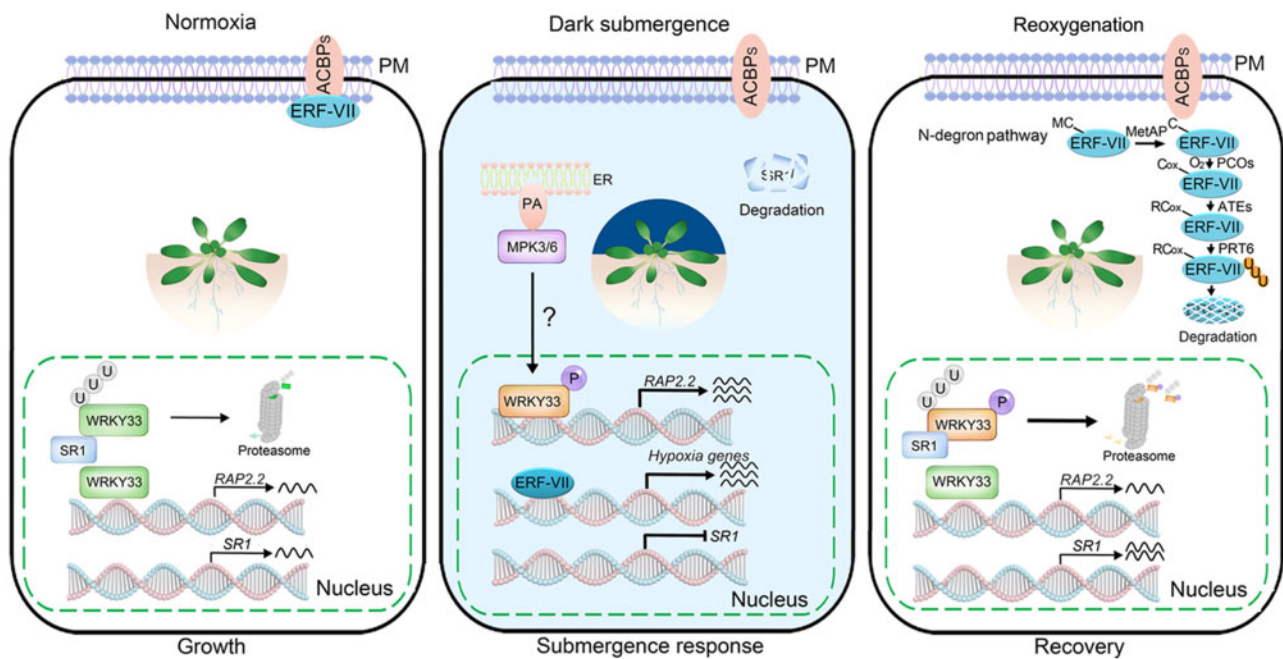 Normoxia
ACBPs
PM
ERF-VII
U
U
U
WRKY33
SR1
Proteasome
WRKY33
RAP2.2
SR1
Nucleus
Growth
Dark submergence
ACBPs
PM
ER
PA
MPK3/6
Degradation
?
P
WRKY33
RAP2.2
Hypoxia genes
ERF-VII
SR1
Nucleus
Submergence response
Reoxygenation
ACBPs
PM
N-degron pathway
MC
ERF-VII
MetAP
C
ERF-VII
O2 PCOs
Cox
ERF-VII
ATEs
RCox
ERF-VII
PRT6
RCox
ERF-VII
U
U
U
Degradation
U
U
U
P
WRKY33
SR1
Proteasome
WRKY33
RAP2.2
SR1
Nucleus
Recovery